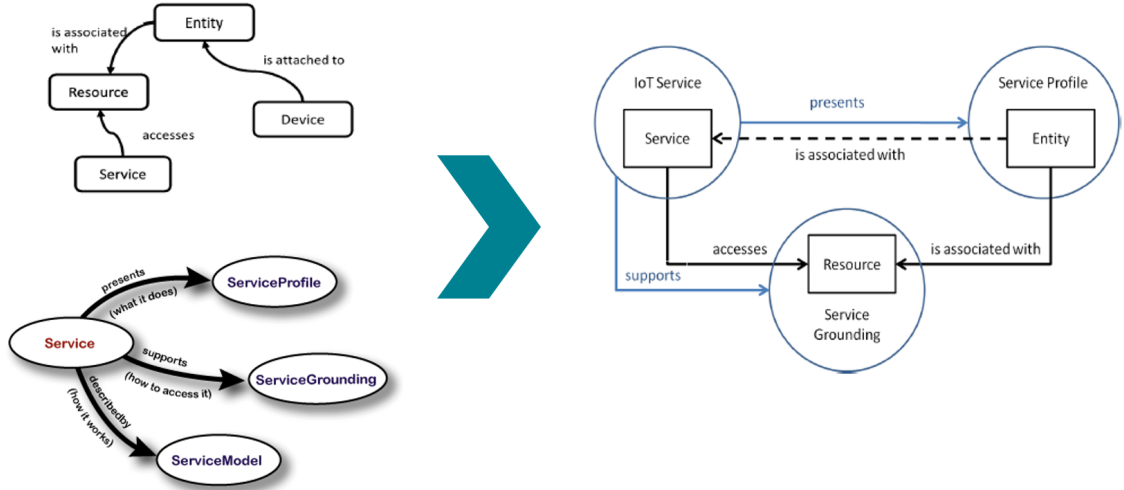 Entity
is associated
with
is attached to
Resource
Device
accesses
Service
presents
(what it does)
ServiceProfile
Service
supports
(how to access it)
ServiceGrounding
describedby
(how it works)
ServiceModel
IoT Service
Service Profile
presents
Service
Entity
is associated with
accesses
is associated with
Resource
supports
Service
Grounding